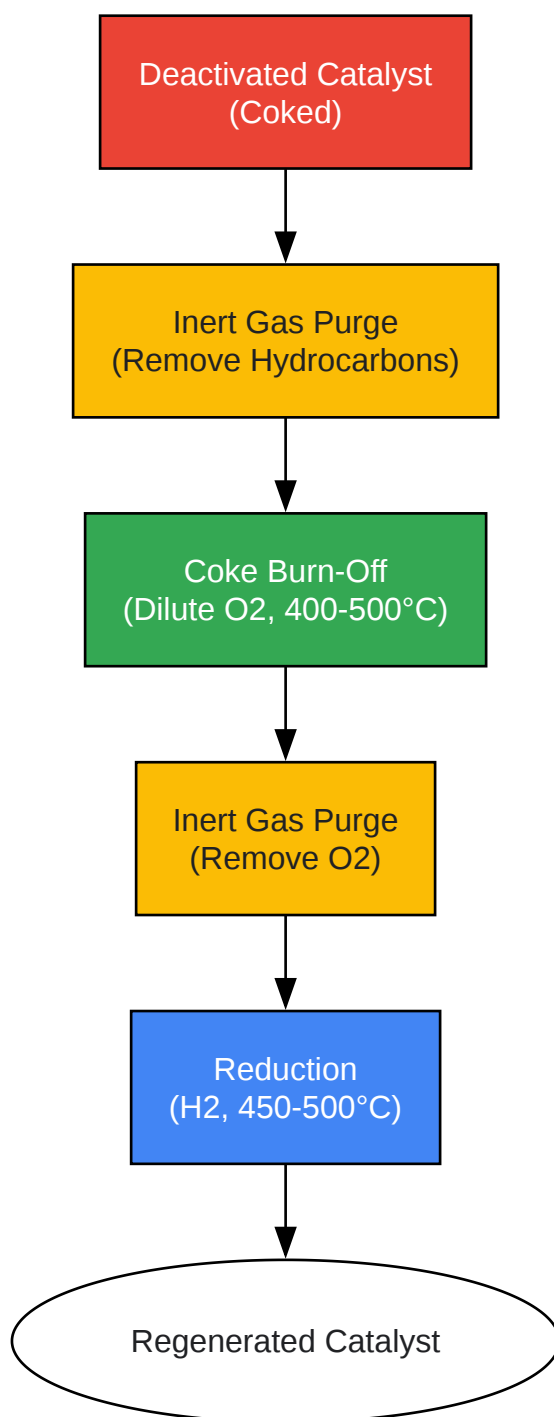 Deactivated Catalyst
(Coked)
Inert Gas Purge
(Remove Hydrocarbons)
Coke Burn-Off
(Dilute O2, 400-500°C)
Inert Gas Purge
(Remove O2)
Reduction
(H2, 450-500°C)
Regenerated Catalyst